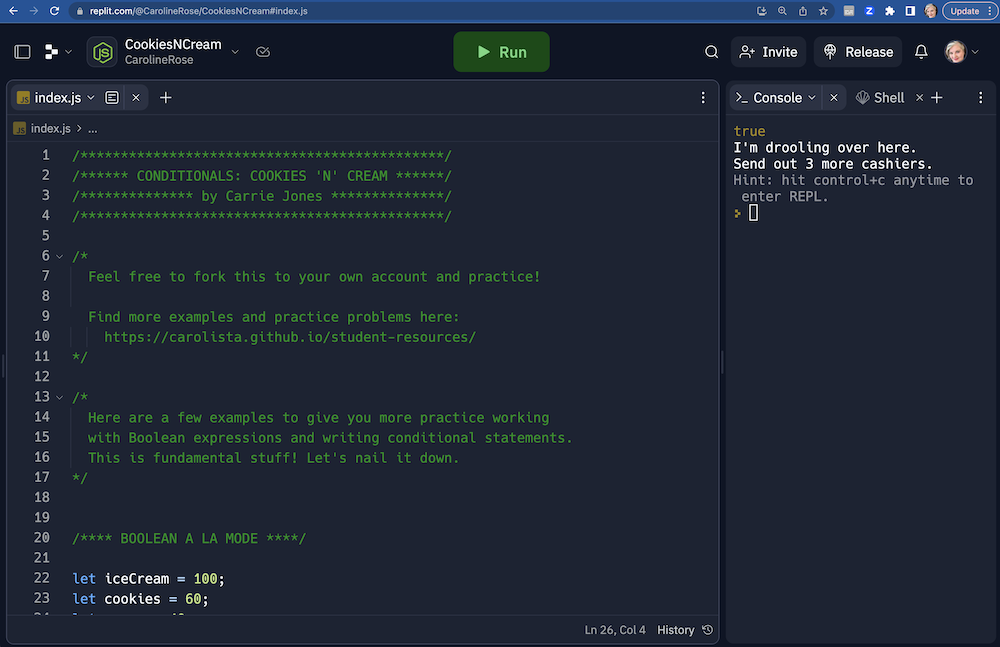 replit.com/@CarolineRose/CookiesNCream#index.js
Update
CookiesNCream
CarolineRose
Run
Invite
Release
JS index.js
JS index.js > ...
1 /*********************************************/
2 /****** CONDITIONALS: COOKIES 'N' CREAM ******/
3 /************** by Carrie Jones **************/
4 /*********************************************/
5
6 /*
7 Feel free to fork this to your own account and practice!
8
9 Find more examples and practice problems here:
10 https://carolista.github.io/student-resources/
11 */
12
13 /*
14 Here are a few examples to give you more practice working
15 with Boolean expressions and writing conditional statements.
16 This is fundamental stuff! Let's nail it down.
17 */
18
19
20 /**** BOOLEAN A LA MODE ****/
21
22 let iceCream = 100;
23 let cookies = 60;
Ln 26, Col 4 History
Console
Shell
true
I'm drooling over here.
Send out 3 more cashiers.
Hint: hit control+c anytime to
enter REPL.